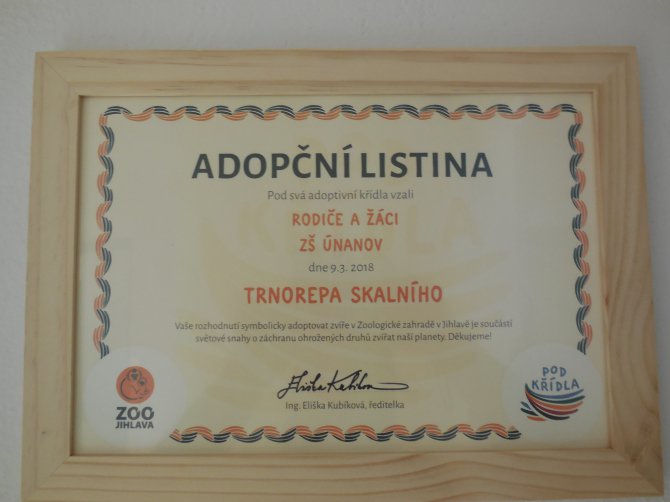 ADOPČNÍ LISTINA
Pod svá adoptivní křídla vzali
RODIČE A ŽÁCI
ZŠ ÚNANOV
dne 9.3. 2018
TRNOREPA SKALNÍHO
Vaše rozhodnutí symbolicky adoptovat zvíře v Zoologické zahradě v Jihlavě je součástí
světové snahy o záchranu ohrožených druhů zvířat naší planety. Děkujeme!
Eliška Kubíková
Ing. Eliška Kubíková, ředitelka
ZOO
JIHLAVA
POD
KŘÍDLA